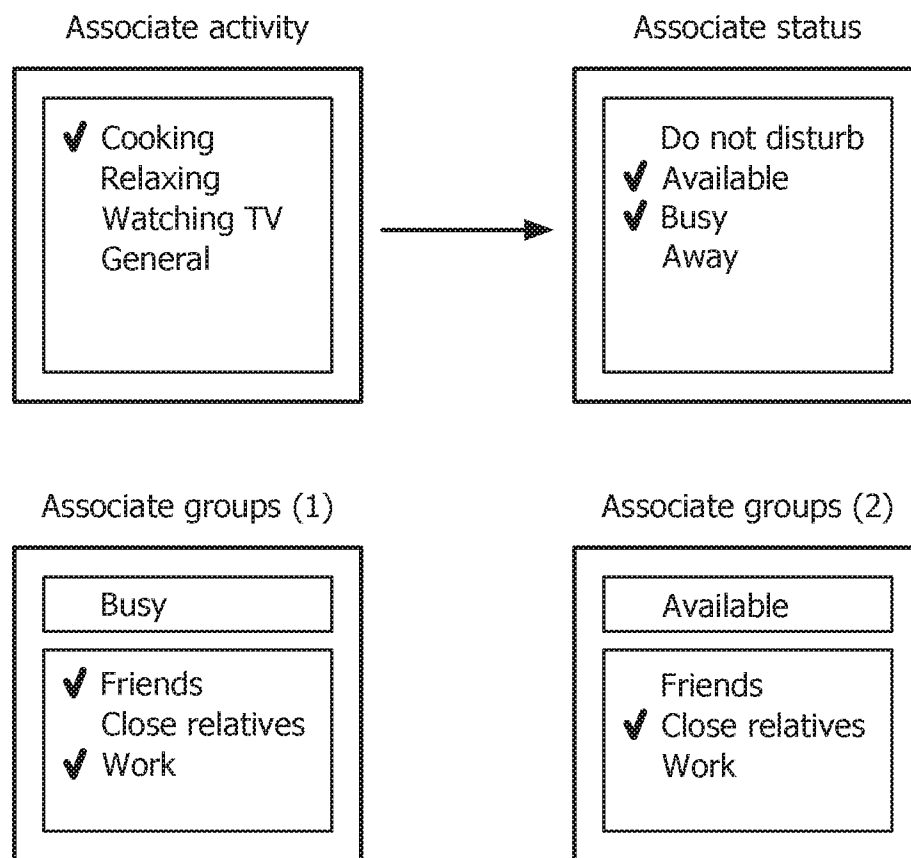 Associate activity
✔ Cooking
Relaxing
Watching TV
General
Associate status
Do not disturb
✔ Available
✔ Busy
Away
Associate groups (1)
Busy
✔ Friends
Close relatives
✔ Work
Associate groups (2)
Available
Friends
✔ Close relatives
Work